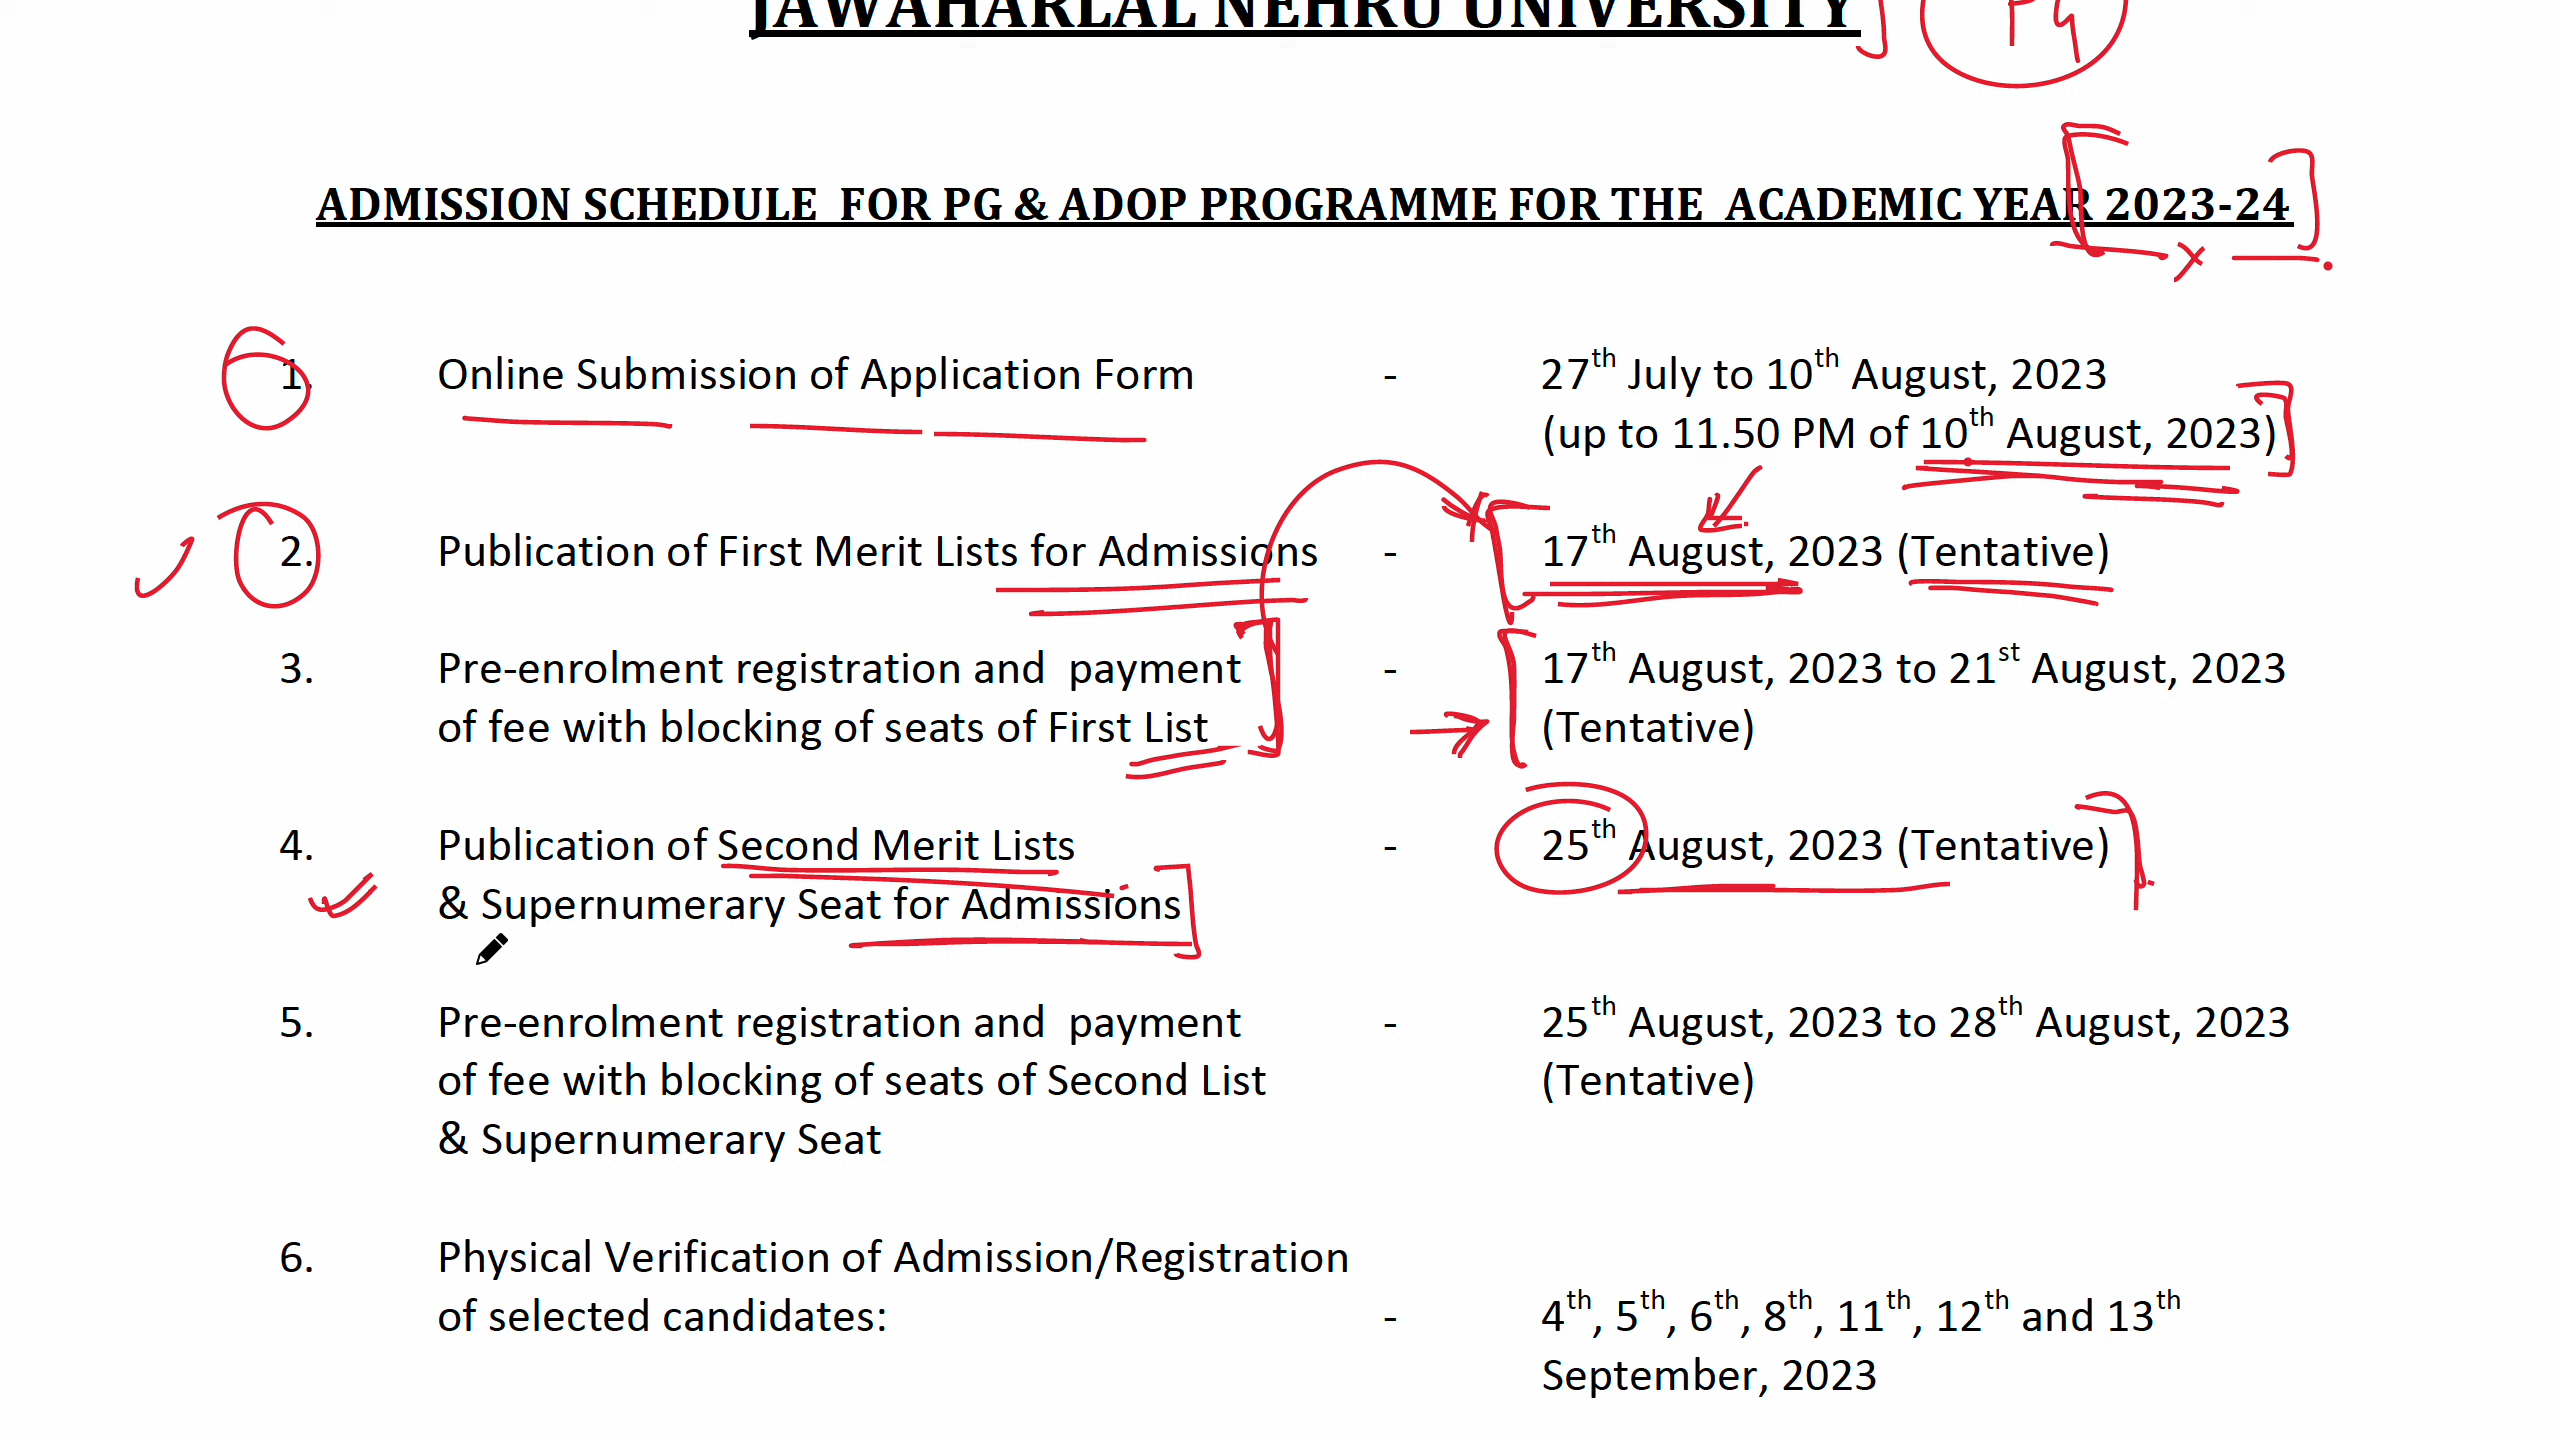 JAWAHARLAL NEHRU UNIVERSITY
ADMISSION SCHEDULE FOR PG & ADOP PROGRAMME FOR THE ACADEMIC YEAR 2023-24
1. Online Submission of Application Form - 27th July to 10th August, 2023
(up to 11.50 PM of 10th August, 2023)
2. Publication of First Merit Lists for Admissions - 17th August, 2023 (Tentative)
3. Pre-enrolment registration and payment - 17th August, 2023 to 21st August, 2023
of fee with blocking of seats of First List (Tentative)
4. Publication of Second Merit Lists - 25th August, 2023 (Tentative)
& Supernumerary Seat for Admissions
5. Pre-enrolment registration and payment - 25th August, 2023 to 28th August, 2023
of fee with blocking of seats of Second List (Tentative)
& Supernumerary Seat
6. Physical Verification of Admission/Registration
of selected candidates: - 4th, 5th, 6th, 8th, 11th, 12th and 13th
September, 2023